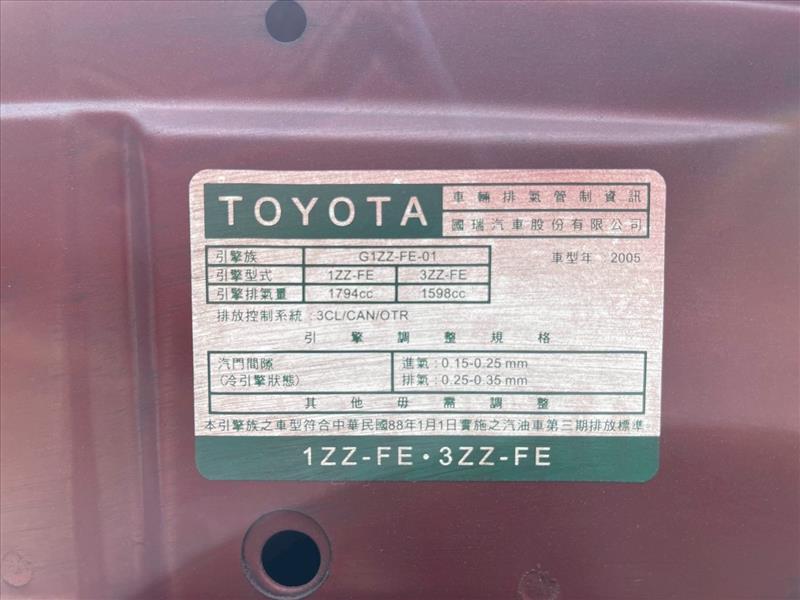 TOYOTA
車輛排氣管制資訊
國瑞汽車股份有限公司
引擎族 G1ZZ-FE-01 車型年 2005
引擎型式 1ZZ-FE 3ZZ-FE
引擎排氣量 1794cc 1598cc
排放控制系統：3CL/CAN/OTR
引擎調整規格
汽門間隙 進氣：0.15-0.25 mm
(冷引擎狀態) 排氣：0.25-0.35 mm
其他毋需調整
本引擎族之車型符合中華民國88年1月1日實施之汽油車第三期排放標準
1ZZ-FE・3ZZ-FE